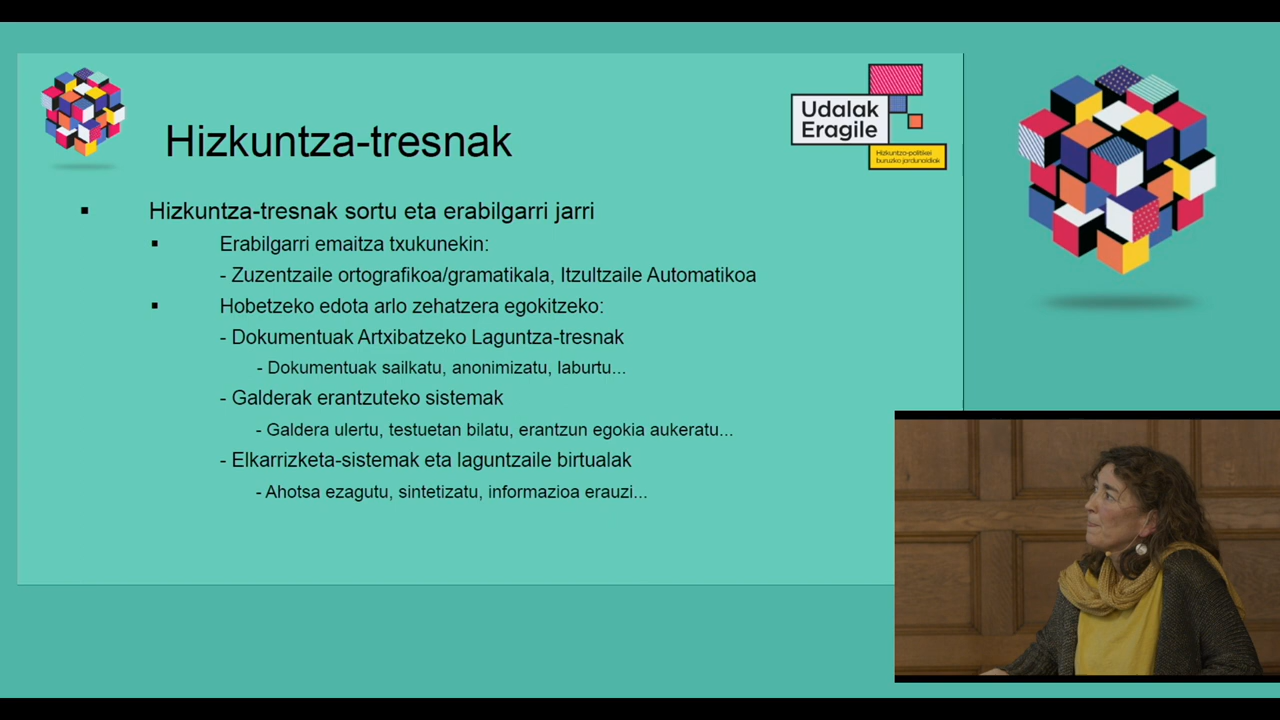 Hizkuntza-tresnak
Udalak
Eragile
Hizkuntza-politikei
buruzko jardunaldiak
▪ Hizkuntza-tresnak sortu eta erabilgarri jarri
▪ Erabilgarri emaitza txukunekin:
- Zuzentzaile ortografikoa/gramatikala, Itzultzaile Automatikoa
▪ Hobetzeko edota arlo zehatzera egokitzeko:
- Dokumentuak Artxibatzeko Laguntza-tresnak
- Dokumentuak sailkatu, anonimizatu, laburtu...
- Galderak erantzuteko sistemak
- Galdera ulertu, testuetan bilatu, erantzun egokia aukeratu...
- Elkarrizketa-sistemak eta laguntzaile birtualak
- Ahotsa ezagutu, sintetizatu, informazioa erauzi...